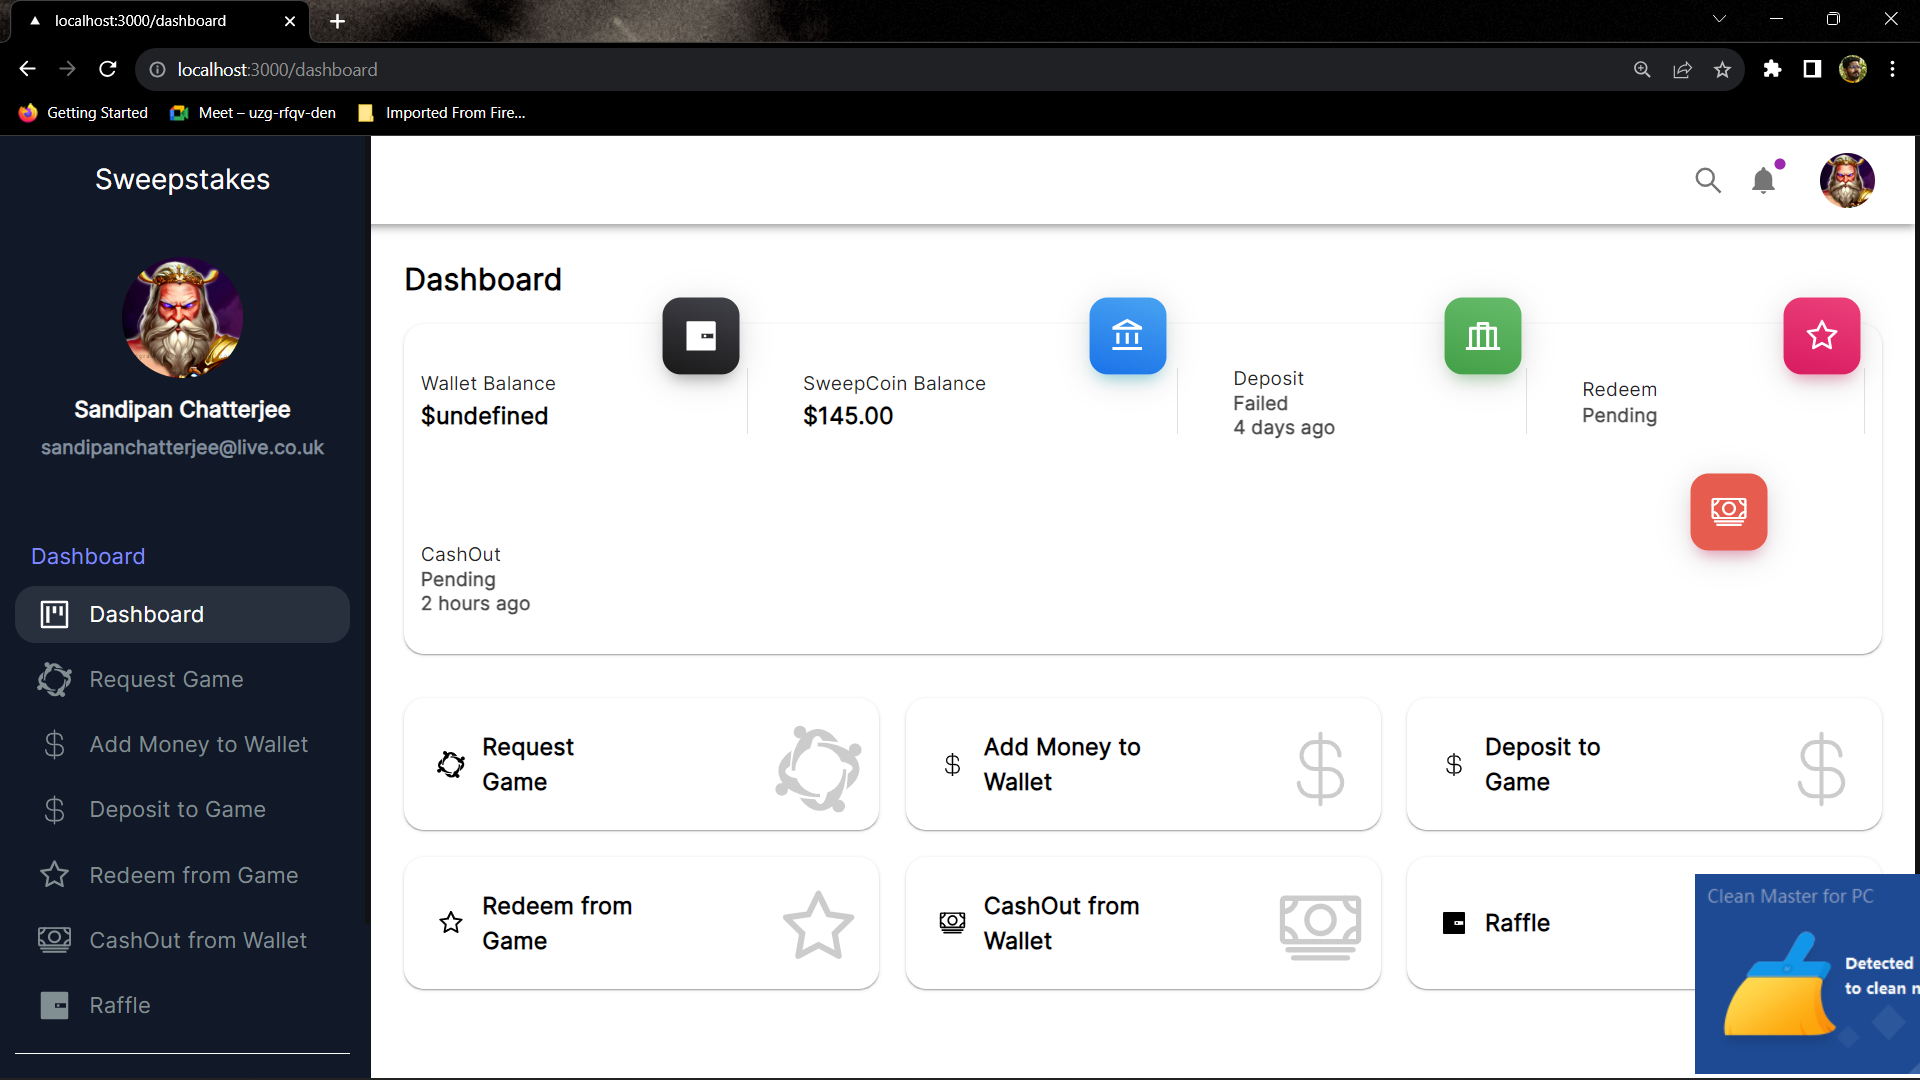 localhost:3000/dashboard
localhost:3000/dashboard
Getting Started
Meet – uzg-rfqv-den
Imported From Fire...
Sweepstakes
Sandipan Chatterjee
sandipanchatterjee@live.co.uk
Dashboard
Dashboard
Request Game
Add Money to Wallet
Deposit to Game
Redeem from Game
CashOut from Wallet
Raffle
Dashboard
Wallet Balance
$undefined
SweepCoin Balance
$145.00
Deposit
Failed
4 days ago
Redeem
Pending
CashOut
Pending
2 hours ago
Request
Game
Add Money to
Wallet
Deposit to
Game
Redeem from
Game
CashOut from
Wallet
Raffle
Clean Master for PC
Detected
to clean